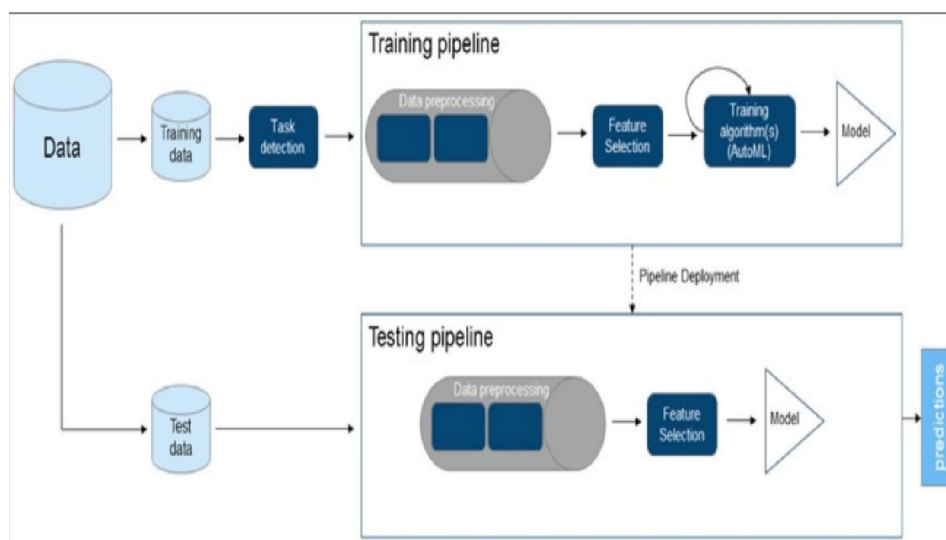 Training pipeline
Data preprocessing
Data
Training
data
Task
detection
Feature
Selection
Training
algorithm(s)
(AutoML)
Model
Pipeline Deployment
Testing pipeline
Data preprocessing
Test
data
Feature
Selection
Model
predictions